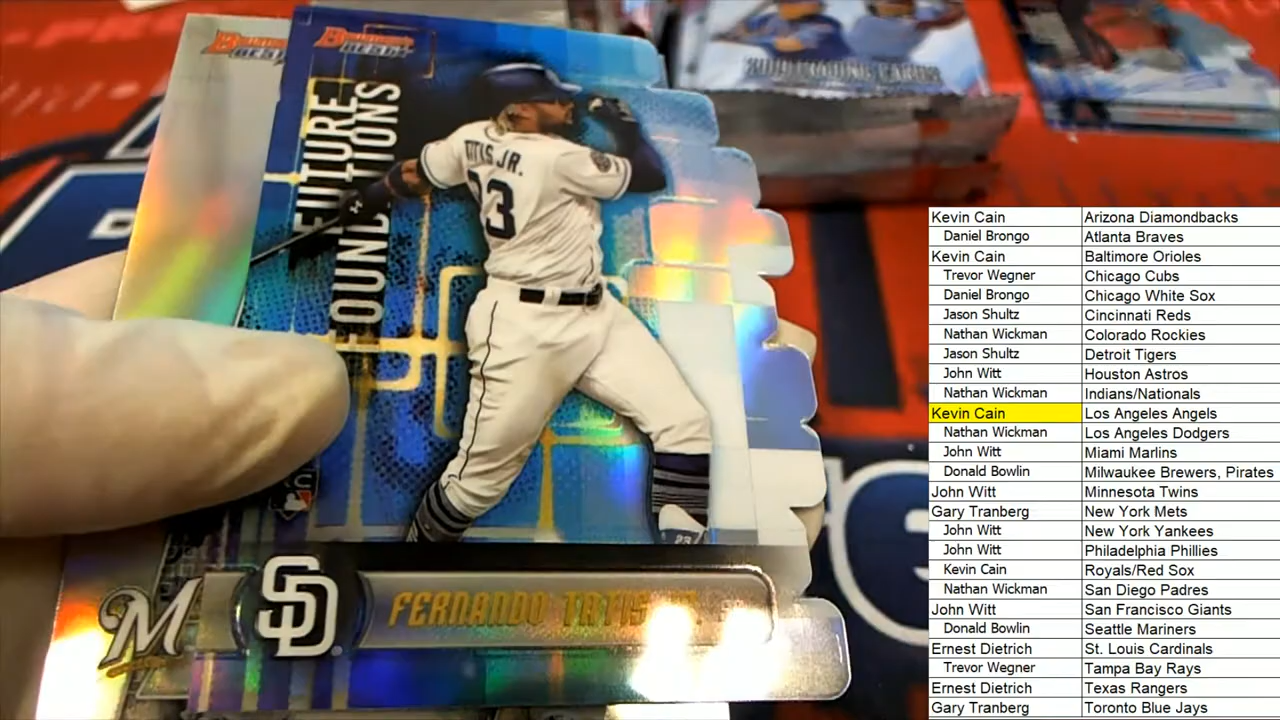 BOWMAN'S BEST
BOWMAN'S BEST
FUTURE
FOUNDATIONS
TATIS JR.
23
23
M
SD
FERNANDO TATIS
2019 TRADING CARDS
Kevin Cain Arizona Diamondbacks
Daniel Brongo Atlanta Braves
Kevin Cain Baltimore Orioles
Trevor Wegner Chicago Cubs
Daniel Brongo Chicago White Sox
Jason Shultz Cincinnati Reds
Nathan Wickman Colorado Rockies
Jason Shultz Detroit Tigers
John Witt Houston Astros
Nathan Wickman Indians/Nationals
Kevin Cain Los Angeles Angels
Nathan Wickman Los Angeles Dodgers
John Witt Miami Marlins
Donald Bowlin Milwaukee Brewers, Pirates
John Witt Minnesota Twins
Gary Tranberg New York Mets
John Witt New York Yankees
John Witt Philadelphia Phillies
Kevin Cain Royals/Red Sox
Nathan Wickman San Diego Padres
John Witt San Francisco Giants
Donald Bowlin Seattle Mariners
Ernest Dietrich St. Louis Cardinals
Trevor Wegner Tampa Bay Rays
Ernest Dietrich Texas Rangers
Gary Tranberg Toronto Blue Jays